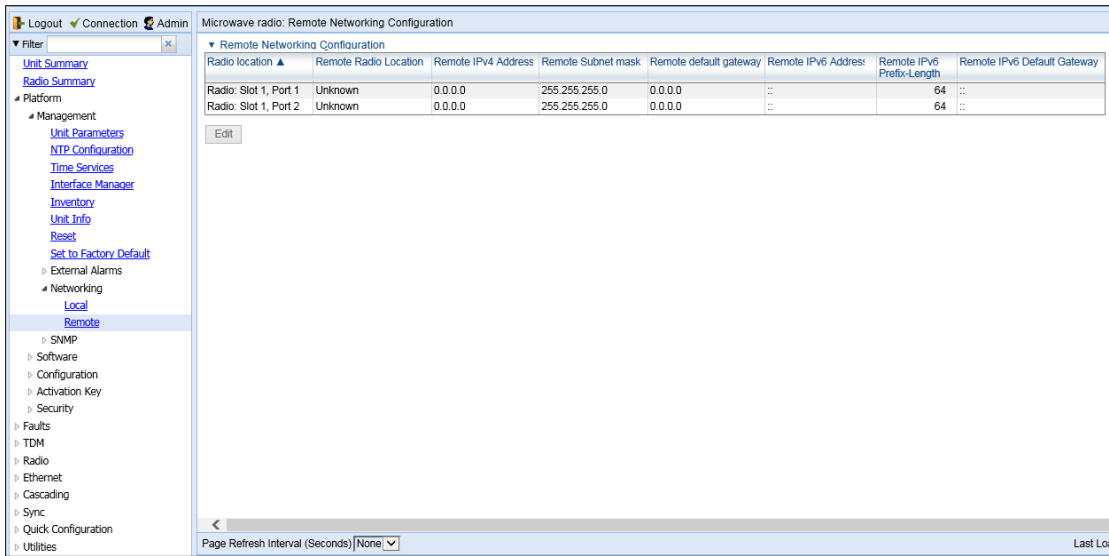 Logout Connection Admin
Filter
Unit Summary
Radio Summary
Platform
Management
Unit Parameters
NTP Configuration
Time Services
Interface Manager
Inventory
Unit Info
Reset
Set to Factory Default
External Alarms
Networking
Local
Remote
SNMP
Software
Configuration
Activation Key
Security
Faults
TDM
Radio
Ethernet
Cascading
Sync
Quick Configuration
Utilities
Microwave radio: Remote Networking Configuration
Remote Networking Configuration
Radio location ▲ Remote Radio Location Remote IPv4 Address Remote Subnet mask Remote default gateway Remote IPv6 Address Remote IPv6 Prefix-Length Remote IPv6 Default Gateway
Radio: Slot 1, Port 1 Unknown 0.0.0.0 255.255.255.0 0.0.0.0 :: 64 ::
Radio: Slot 1, Port 2 Unknown 0.0.0.0 255.255.255.0 0.0.0.0 :: 64 ::
Edit
Page Refresh Interval (Seconds) None
Last Loa